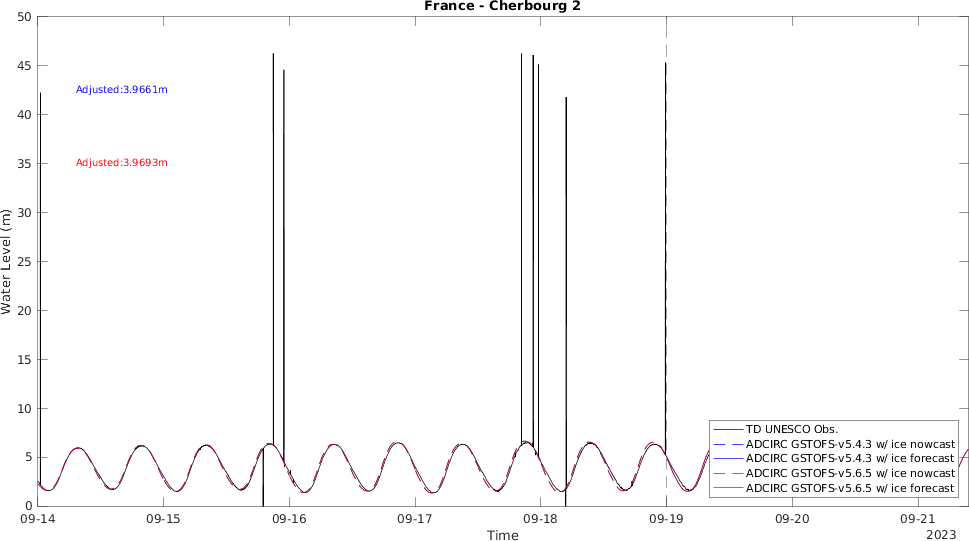 France - Cherbourg 2
50
45
40
35
30
25
20
15
10
5
0
Water Level (m)
Adjusted:3.9661m
Adjusted:3.9693m
TD UNESCO Obs.
ADCIRC GSTOFS-v5.4.3 w/ ice nowcast
ADCIRC GSTOFS-v5.4.3 w/ ice forecast
ADCIRC GSTOFS-v5.6.5 w/ ice nowcast
ADCIRC GSTOFS-v5.6.5 w/ ice forecast
09-14 09-15 09-16 09-17 09-18 09-19 09-20 09-21
Time
2023